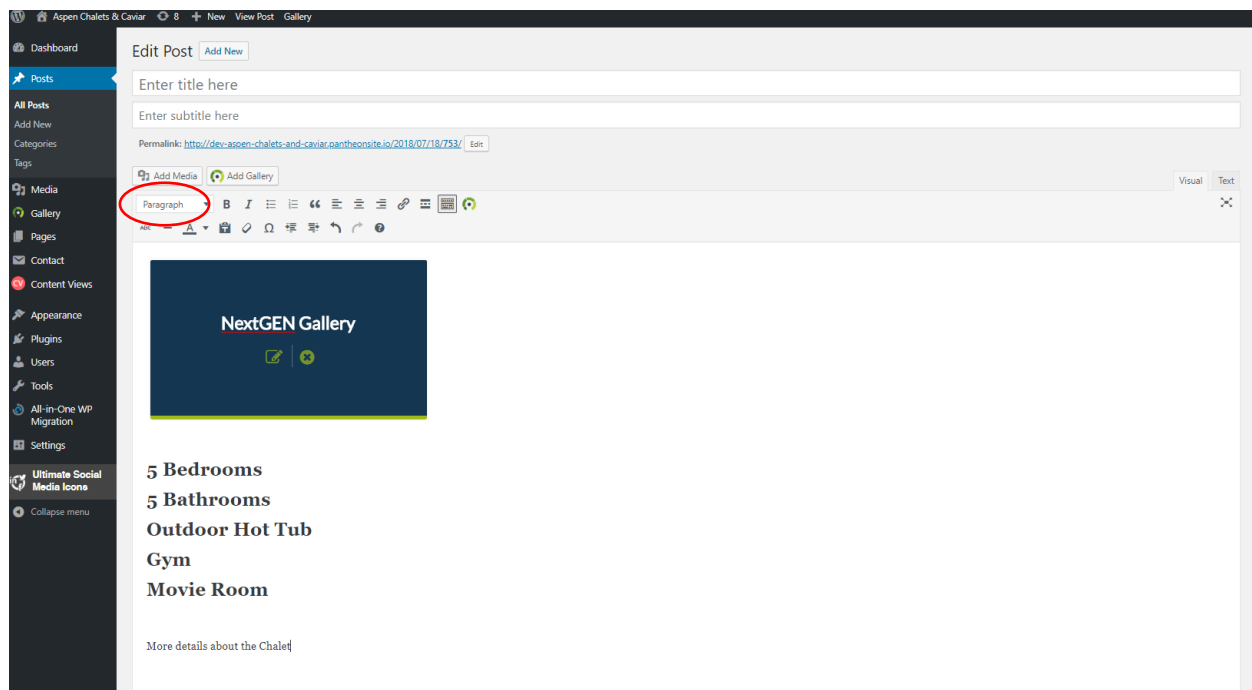 Aspen Chalets & Caviar 8 + New View Post Gallery
Dashboard
Posts
All Posts
Add New
Categories
Tags
Media
Gallery
Pages
Contact
CV Content Views
Appearance
Plugins
Users
Tools
All-in-One WP
Migration
Settings
Ultimate Social
Media Icons
Collapse menu
Edit Post Add New
Enter title here
Enter subtitle here
Permalink: http://dev-aspen-chalets-and-caviar.pantheonsite.io/2018/07/18/753/ Edit
Add Media Add Gallery
Visual Text
Paragraph B I
ABC A Ω
NextGEN Gallery
5 Bedrooms
5 Bathrooms
Outdoor Hot Tub
Gym
Movie Room
More details about the Chalet